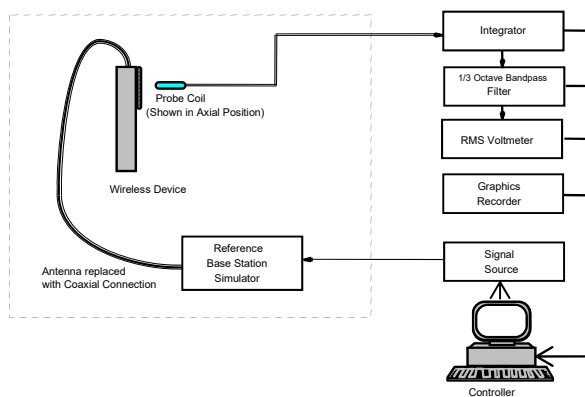 Integrator
1/3 Octave Bandpass
Filter
RMS Voltmeter
Graphics
Recorder
Probe Coil
(Shown in Axial Position)
Wireless Device
Reference
Base Station
Simulator
Antenna replaced
with Coaxial Connection
Signal
Source
Controller